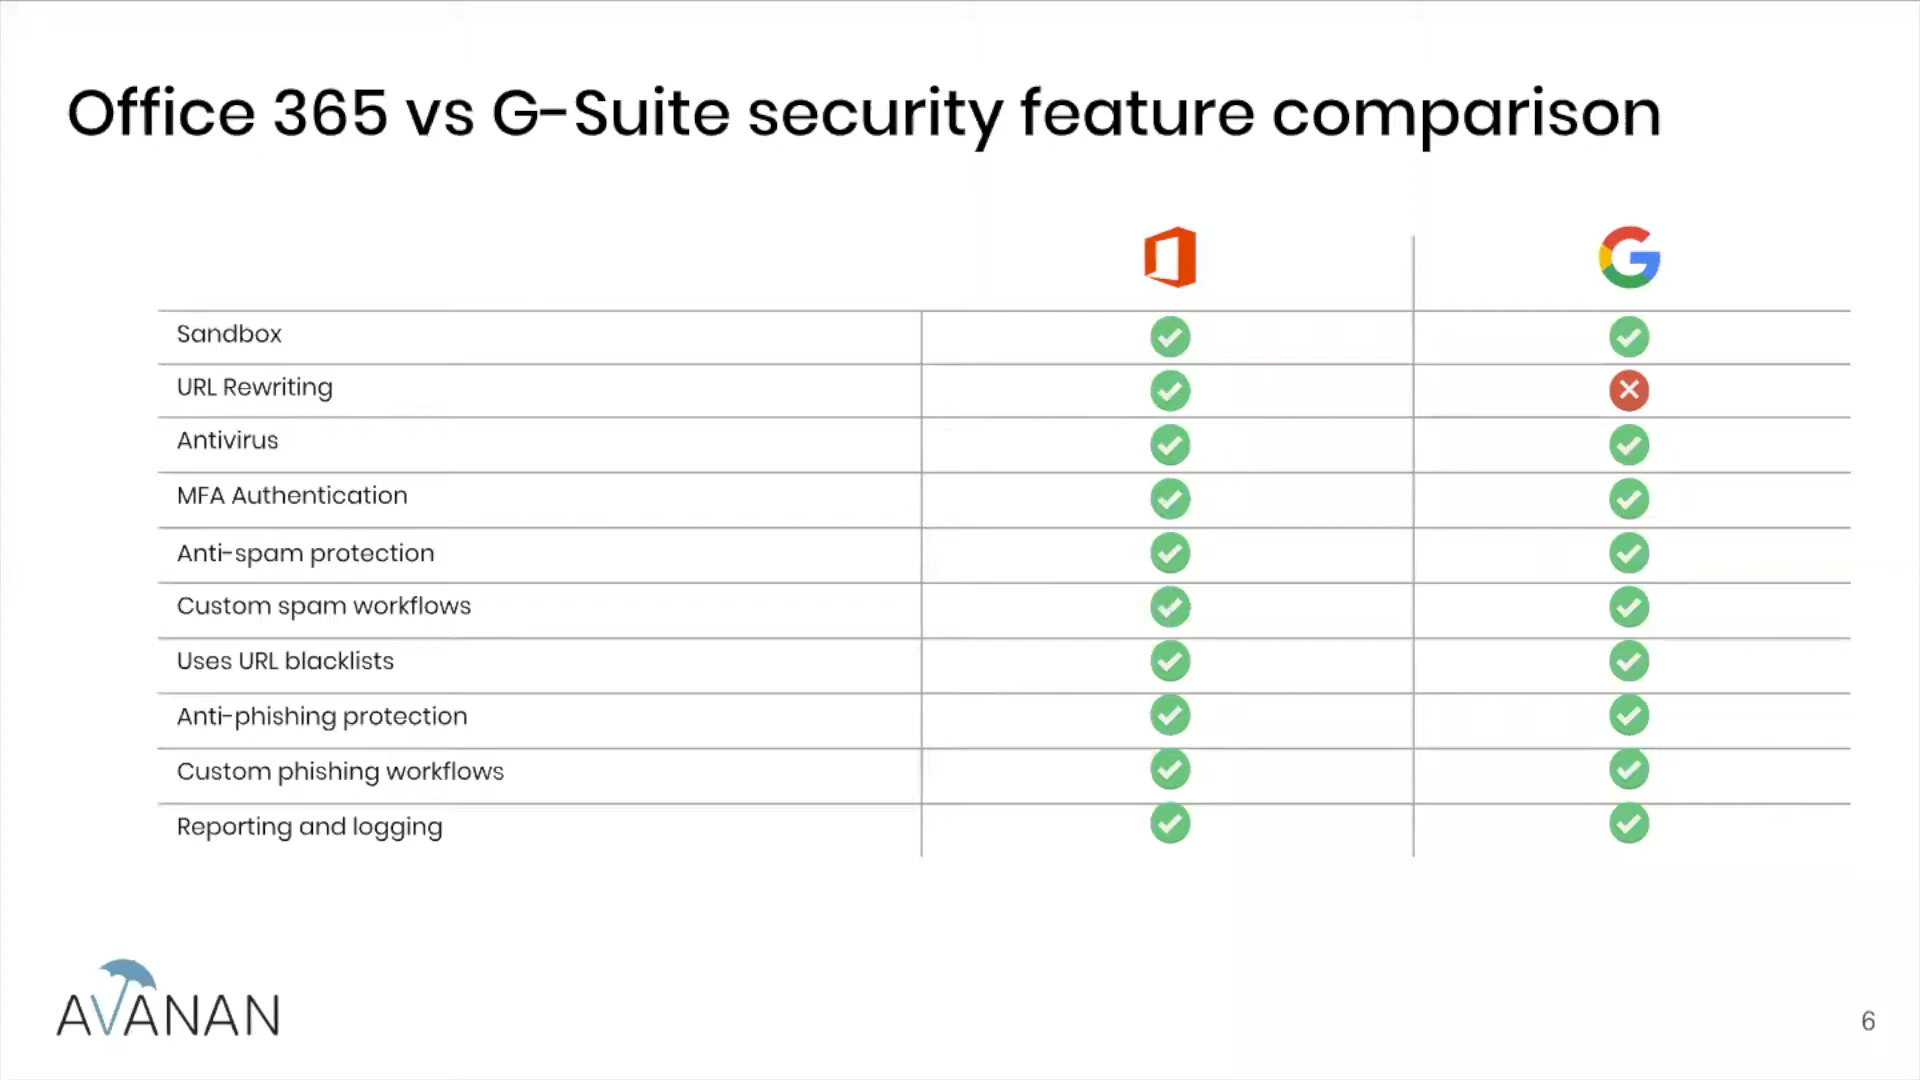 Office 365 vs G-Suite security feature comparison
Sandbox
URL Rewriting
Antivirus
MFA Authentication
Anti-spam protection
Custom spam workflows
Uses URL blacklists
Anti-phishing protection
Custom phishing workflows
Reporting and logging
AVANAN
6